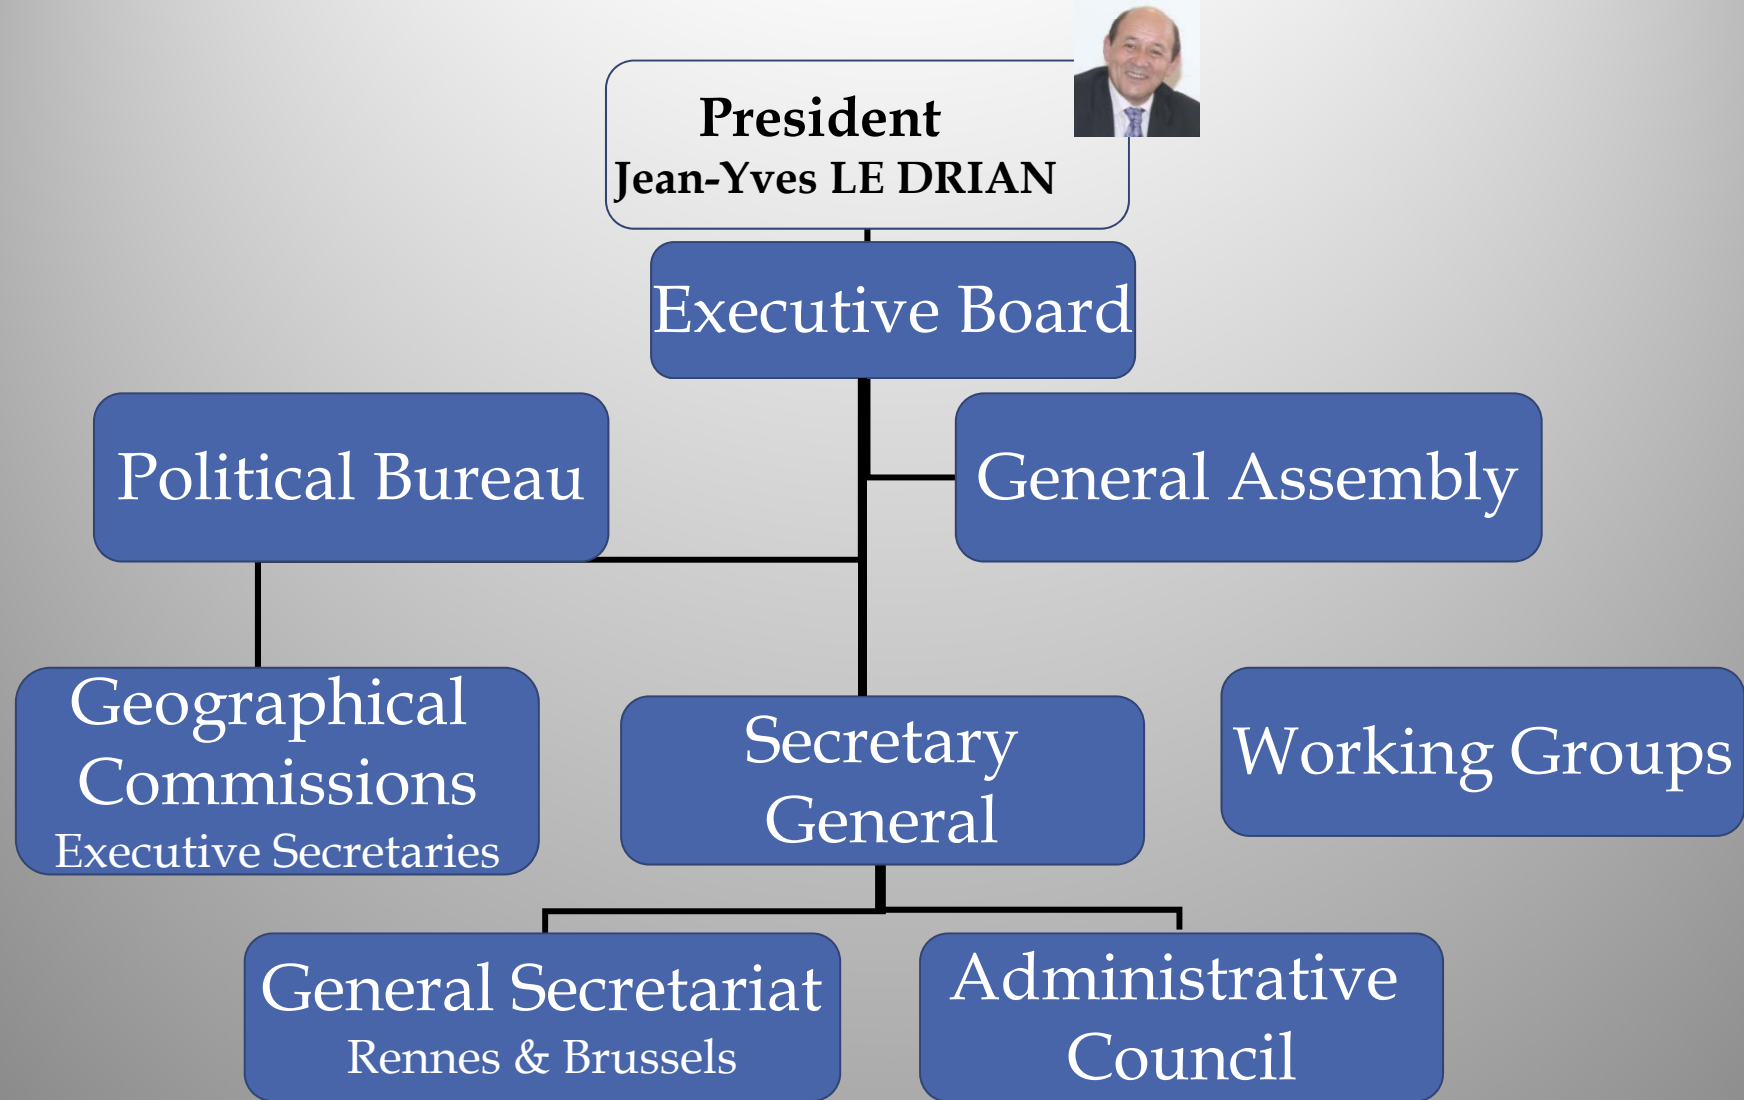 President
Jean-Yves LE DRIAN
Executive Board
Political Bureau
General Assembly
Geographical
Commissions
Executive Secretaries
Secretary
General
Working Groups
General Secretariat
Rennes & Brussels
Administrative
Council